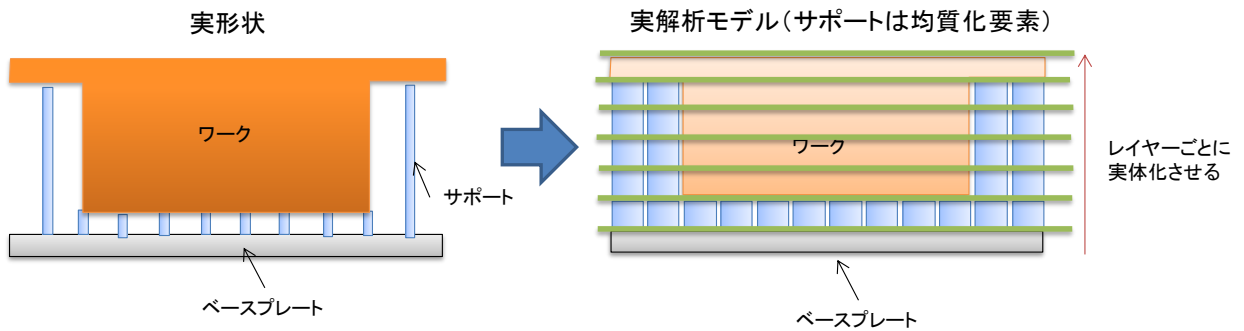 実形状
実解析モデル(サポートは均質化要素)
ワーク
ワーク
レイヤーごとに
実体化させる
サポート
ベースプレート
ベースプレート